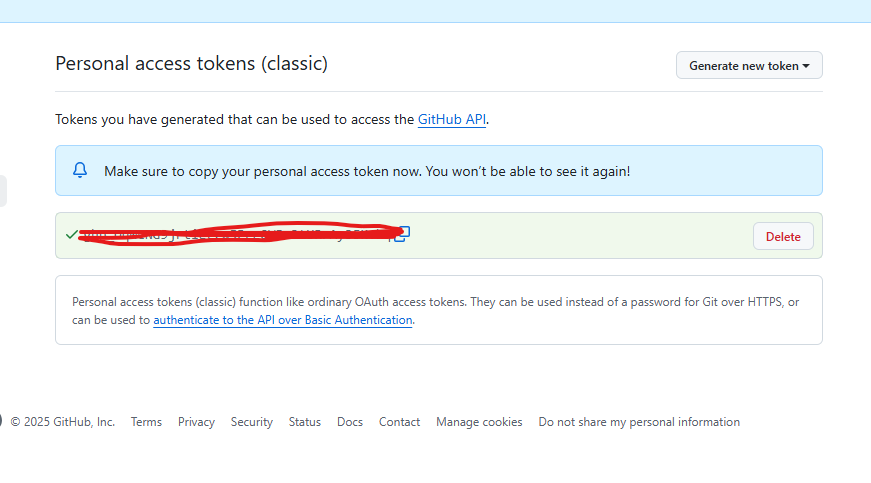 Personal access tokens (classic)
Generate new token
Tokens you have generated that can be used to access the GitHub API.
Make sure to copy your personal access token now. You won’t be able to see it again!
Delete
Personal access tokens (classic) function like ordinary OAuth access tokens. They can be used instead of a password for Git over HTTPS, or
can be used to authenticate to the API over Basic Authentication.
© 2025 GitHub, Inc. Terms Privacy Security Status Docs Contact Manage cookies Do not share my personal information